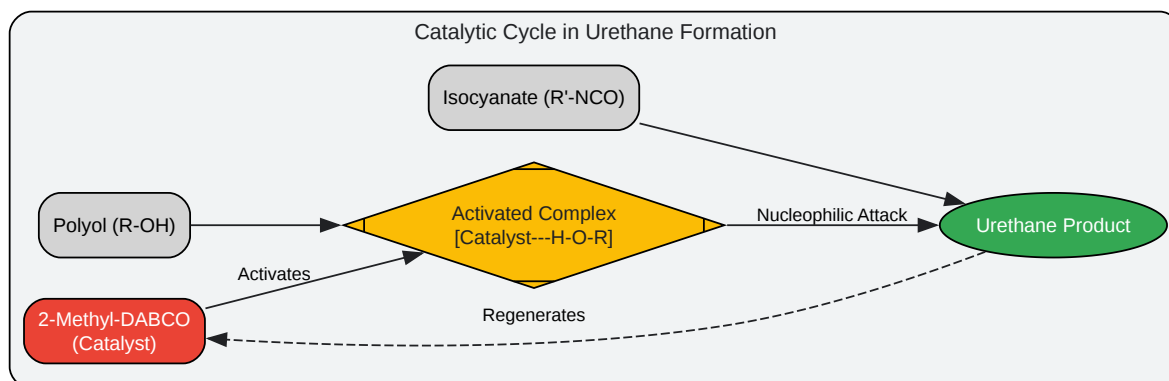 Catalytic Cycle in Urethane Formation
Isocyanate (R'-NCO)
Polyol (R-OH)
Activated Complex
[Catalyst---H-O-R]
Nucleophilic Attack
Urethane Product
Activates
2-Methyl-DABCO
(Catalyst)
Regenerates